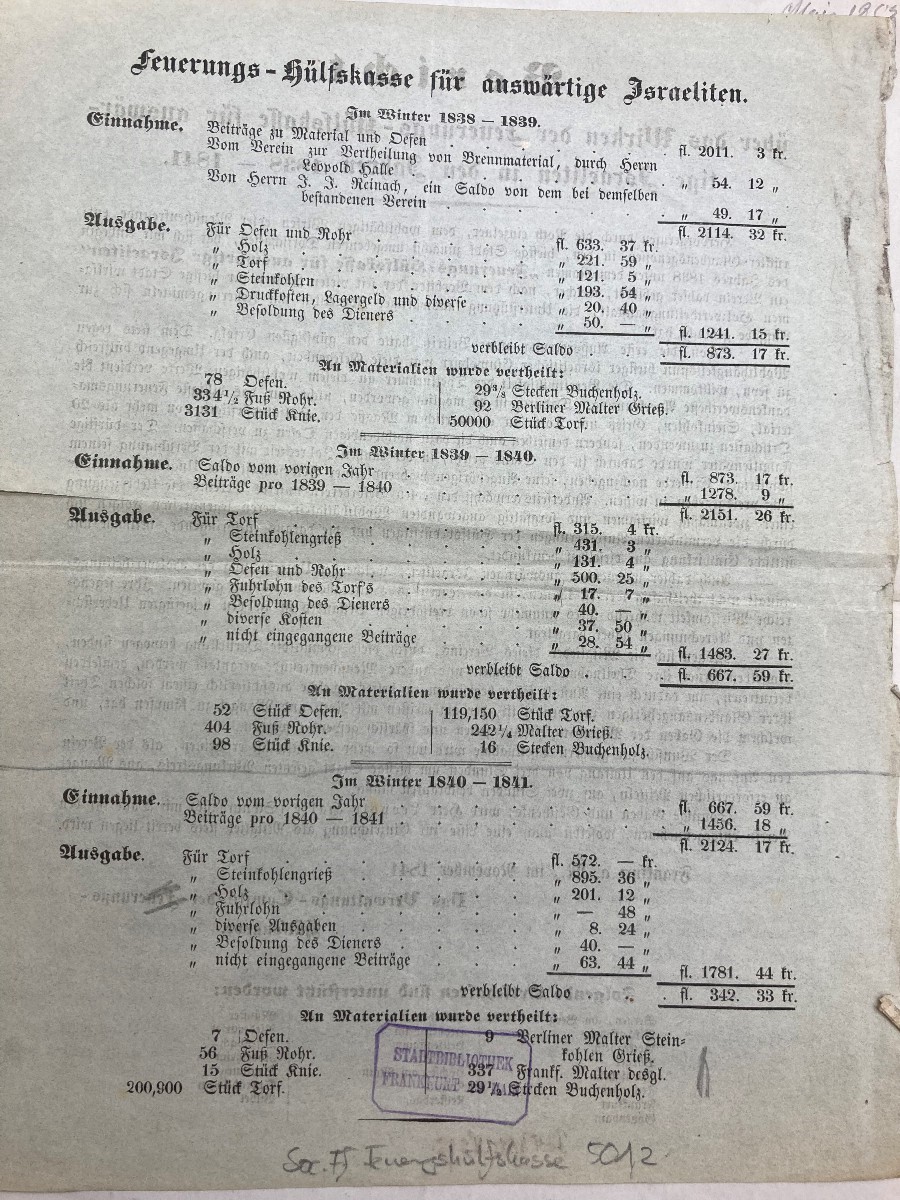 Feuerungs-Hülfskasse für auswärtige Israeliten.
Im Winter 1838 — 1839.
Einnahme. Beiträge zu Material und Oefen . . . . . fl. 2011. 3 kr.
Vom Verein zur Vertheilung von Brennmaterial, durch Herrn
Leopold Halle . . . . . . „ 54. 12 „
Von Herrn J. J. Reinach, ein Saldo von dem bei demselben
bestandenen Verein . . . . . . „ 49. 17 „
fl. 2114. 32 kr.
Ausgabe. Für Oefen und Rohr . . . . fl. 633. 37 kr.
„ Holz . . . . . „ 221. 59 „
„ Torf . . . . . „ 121. 5 „
„ Steinkohlen . . . . . „ 193. 54 „
„ Druckkosten, Lagergeld und diverse . . „ 20. 40 „
„ Besoldung des Dieners . . . . „ 50. — „
fl. 1241. 15 kr.
verbleibt Saldo fl. 873. 17 kr.
An Materialien wurde vertheilt:
78 Oefen. 29³/₈ Stecken Buchenholz.
334¹/₂ Fuß Rohr. 92 Berliner Malter Grieß.
3131 Stück Knie. 50000 Stück Torf.
Im Winter 1839 — 1840.
Einnahme. Saldo vom vorigen Jahr . . . . . fl. 873. 17 kr.
Beiträge pro 1839 — 1840 . . . . . „ 1278. 9 „
fl. 2151. 26 kr.
Ausgabe. Für Torf . . . . . fl. 315. 4 kr.
„ Steinkohlengrieß . . . . „ 431. 3 „
„ Holz . . . . . „ 131. 4 „
„ Oefen und Rohr . . . . „ 500. 25 „
„ Fuhrlohn des Torf's . . . . „ 17. 7 „
„ Besoldung des Dieners . . . . „ 40. — „
„ diverse Kosten . . . . „ 37. 50 „
„ nicht eingegangene Beiträge . . . „ 28. 54 „
fl. 1483. 27 kr.
verbleibt Saldo . . fl. 667. 59 kr.
An Materialien wurde vertheilt:
52 Stück Oefen. 119,150 Stück Torf.
404 Fuß Rohr. 242¹/₄ Malter Grieß.
98 Stück Knie. 16 Stecken Buchenholz.
Im Winter 1840 — 1841.
Einnahme. Saldo vom vorigen Jahr . . . . . fl. 667. 59 kr.
Beiträge pro 1840 — 1841 . . . . . „ 1456. 18 „
fl. 2124. 17 kr.
Ausgabe. Für Torf . . . . . fl. 572. — kr.
„ Steinkohlengrieß . . . . „ 895. 36 „
„ Holz . . . . . „ 201. 12 „
„ Fuhrlohn . . . . . „ — 48 „
„ diverse Ausgaben . . . . „ 8. 24 „
„ Besoldung des Dieners . . . . „ 40. — „
„ nicht eingegangene Beiträge . . . „ 63. 44 „
fl. 1781. 44 kr.
verbleibt Saldo . . . fl. 342. 33 kr.
An Materialien wurde vertheilt:
7 Oefen. 9 Berliner Malter Stein-
kohlen Grieß.
56 Fuß Rohr.
15 Stück Knie. 337 Frankf. Malter desgl.
200,900 Stück Torf. 29¹/₂ Stecken Buchenholz.
STADTBIBLIOTHEK
FRANKFURT
Soc. Ff Feuerungshülfskasse 50/2